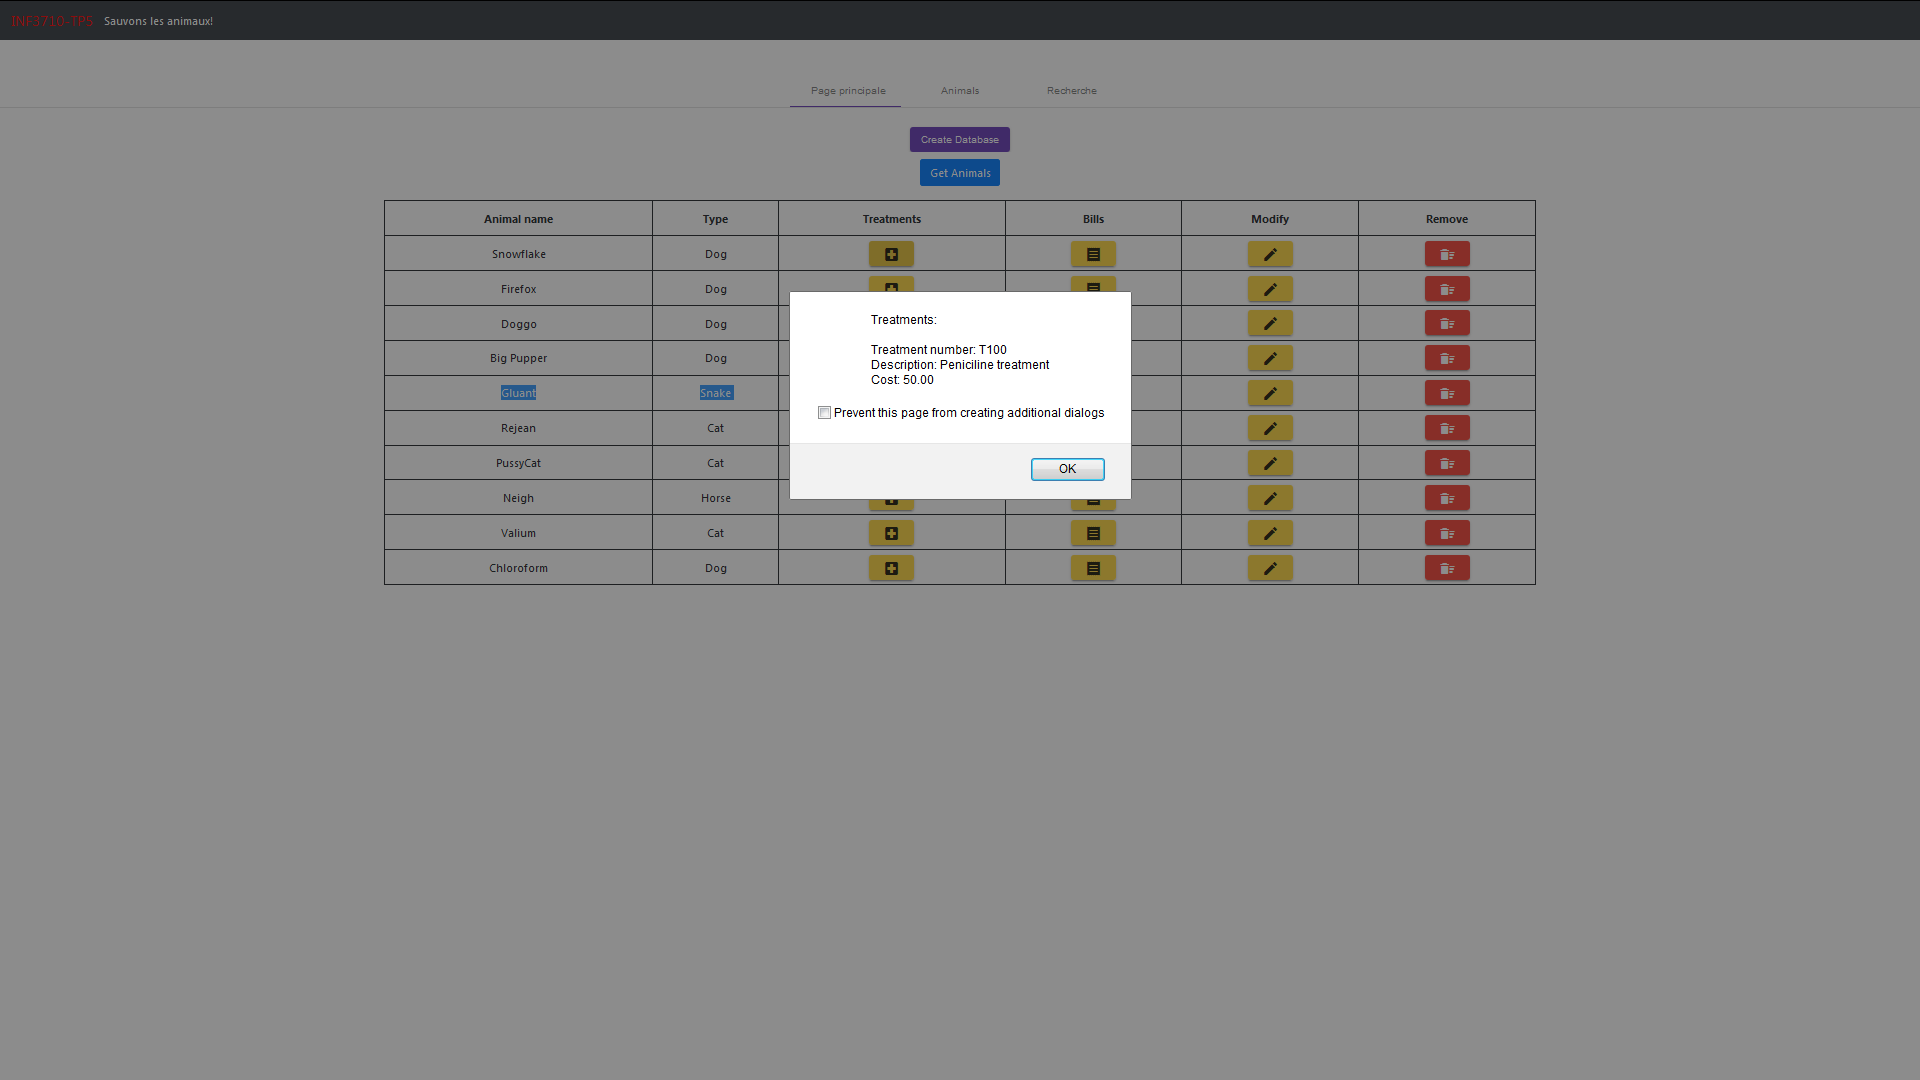 INF3710-TP5 Sauvons les animaux!
Page principale Animals Recherche
Create Database
Get Animals
Animal name Type Treatments Bills Modify Remove
Snowflake Dog
Firefox Dog
Doggo Dog
Big Pupper Dog
Gluant Snake
Rejean Cat
PussyCat Cat
Neigh Horse
Valium Cat
Chloroform Dog
Treatments:
Treatment number: T100
Description: Peniciline treatment
Cost: 50.00
Prevent this page from creating additional dialogs
OK